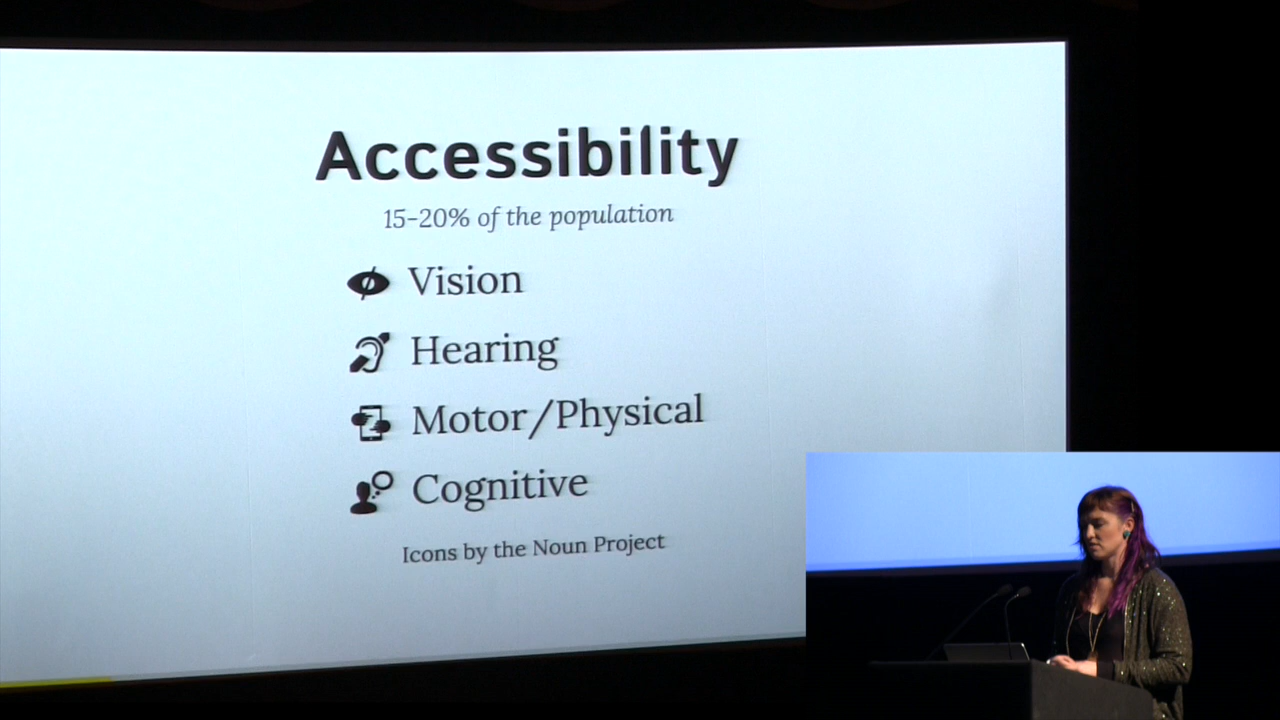 Accessibility
15-20% of the population
Vision
Hearing
Motor/Physical
Cognitive
Icons by the Noun Project